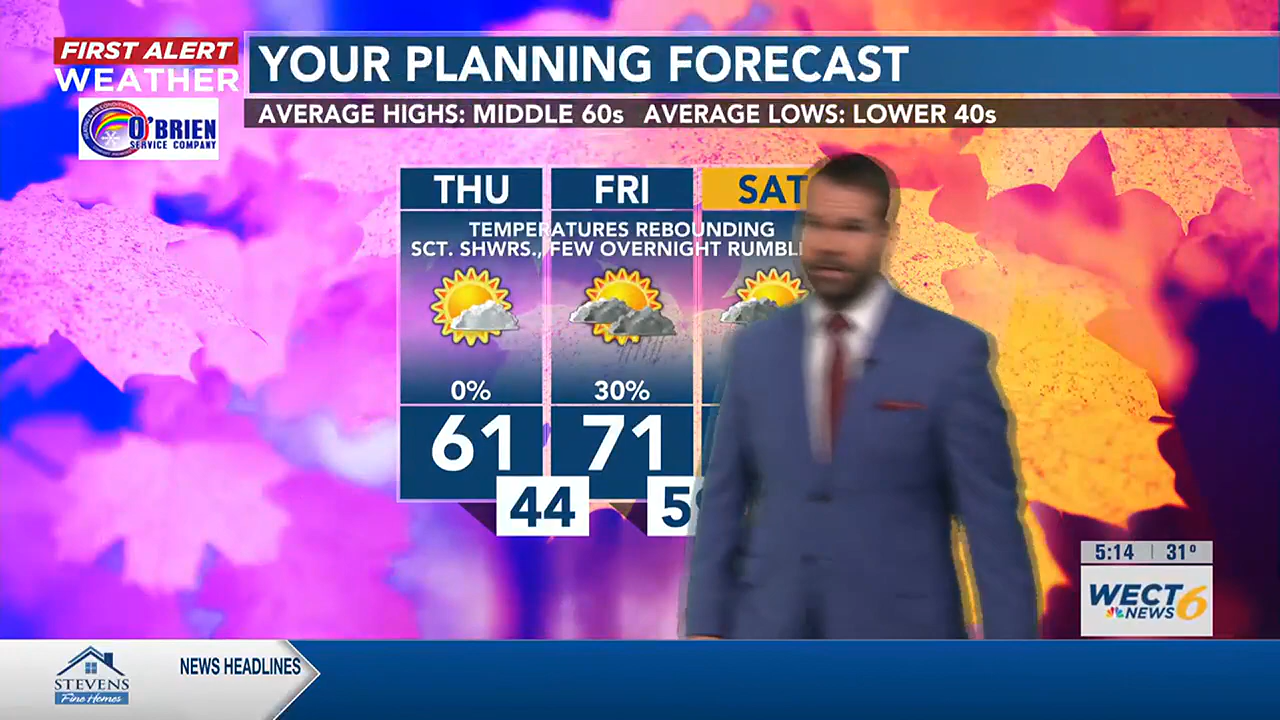 FIRST ALERT
WEATHER
O'BRIEN
SERVICE COMPANY
YOUR PLANNING FORECAST
AVERAGE HIGHS: MIDDLE 60s AVERAGE LOWS: LOWER 40s
THU FRI SAT
TEMPERATURES REBOUNDING
SCT. SHWRS., FEW OVERNIGHT
0% 30%
61 71
44
5:14 31°
WECT 6
NEWS
STEVENS
Fine Homes
NEWS HEADLINES